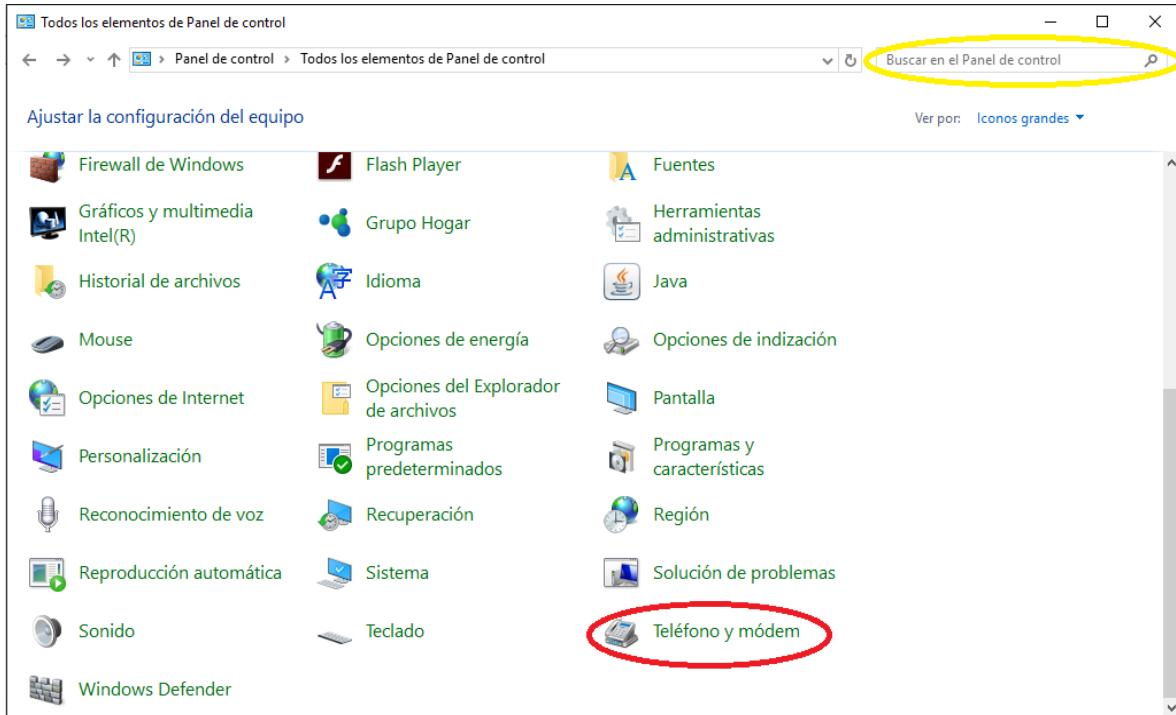 Todos los elementos de Panel de control
Panel de control > Todos los elementos de Panel de control
Buscar en el Panel de control
Ajustar la configuración del equipo
Ver por: Iconos grandes
Firewall de Windows
Flash Player
Fuentes
Gráficos y multimedia
Intel(R)
Grupo Hogar
Herramientas
administrativas
Historial de archivos
Idioma
Java
Mouse
Opciones de energía
Opciones de indización
Opciones de Internet
Opciones del Explorador
de archivos
Pantalla
Personalización
Programas
predeterminados
Programas y
características
Reconocimiento de voz
Recuperación
Región
Reproducción automática
Sistema
Solución de problemas
Sonido
Teclado
Teléfono y módem
Windows Defender